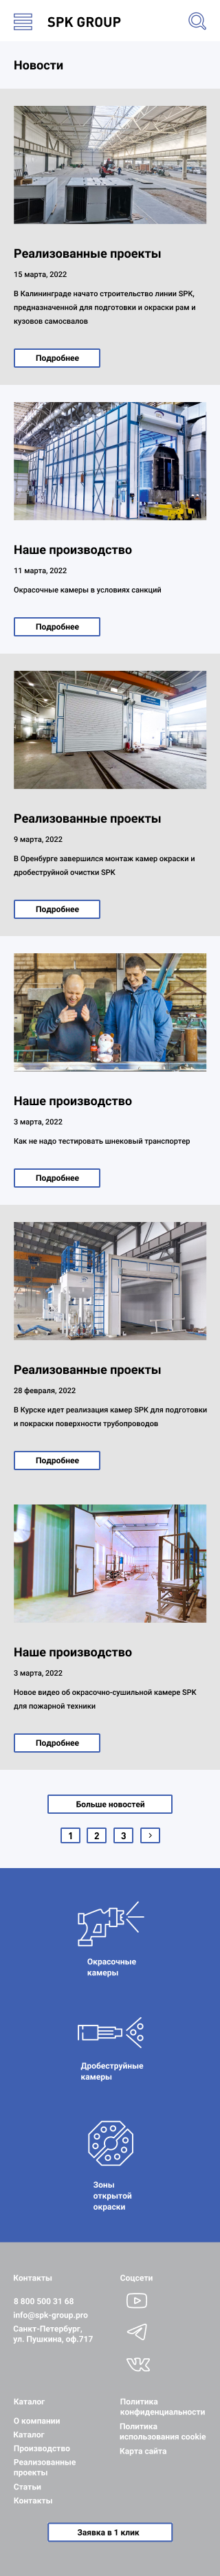 SPK GROUP
Новости
Реализованные проекты
15 марта, 2022
В Калининграде начато строительство линии SPK,
предназначенной для подготовки и окраски рам и
кузовов самосвалов
Подробнее
Наше производство
11 марта, 2022
Окрасочные камеры в условиях санкций
Подробнее
Реализованные проекты
9 марта, 2022
В Оренбурге завершился монтаж камер окраски и
дробеструйной очистки SPK
Подробнее
Наше производство
3 марта, 2022
Как не надо тестировать шнековый транспортер
Подробнее
Реализованные проекты
28 февраля, 2022
В Курске идет реализация камер SPK для подготовки
и покраски поверхности трубопроводов
Подробнее
Наше производство
3 марта, 2022
Новое видео об окрасочно-сушильной камере SPK
для пожарной техники
Подробнее
Больше новостей
1 2 3 >
Окрасочные
камеры
Дробеструйные
камеры
Зоны
открытой
окраски
Контакты
8 800 500 31 68
info@spk-group.pro
Санкт-Петербург,
ул. Пушкина, оф.717
Соцсети
Каталог
О компании
Каталог
Производство
Реализованные
проекты
Статьи
Контакты
Политика
конфиденциальности
Политика
использования cookie
Карта сайта
Заявка в 1 клик